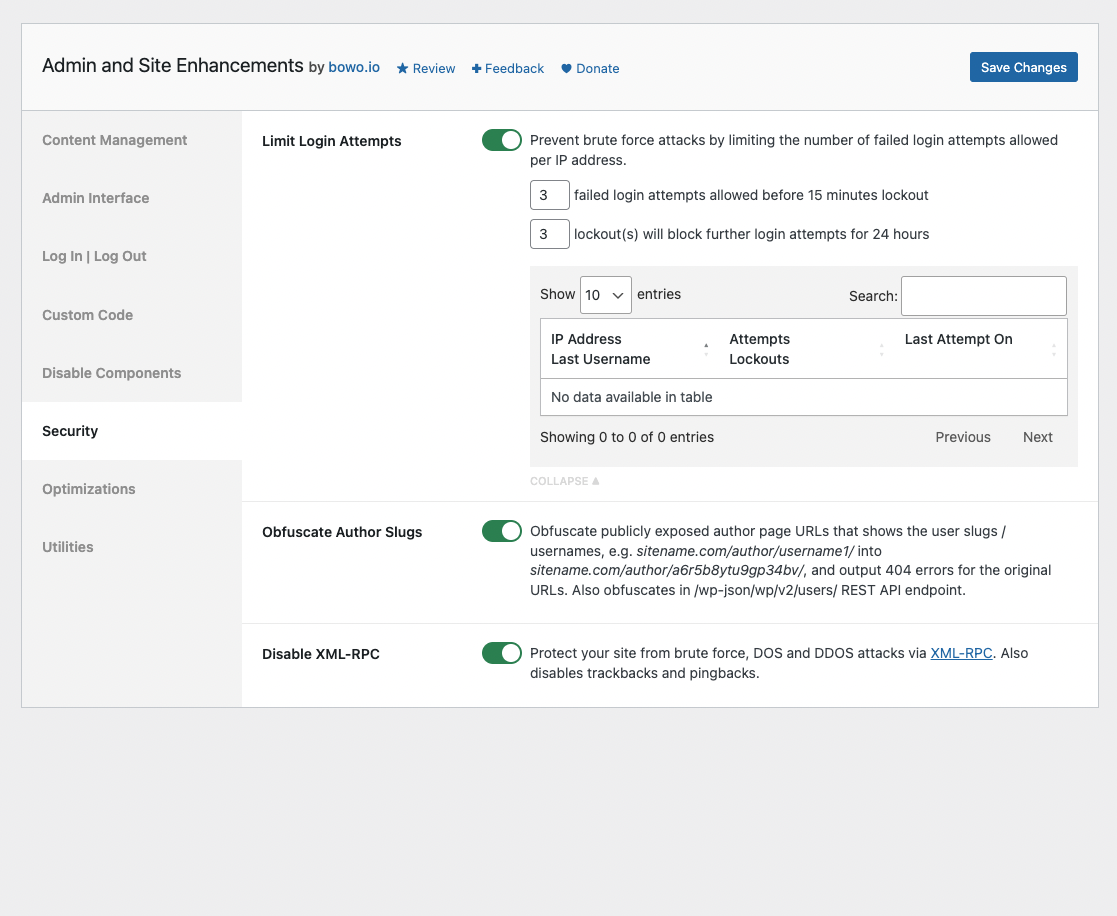 Admin and Site Enhancements by bowo.io Review Feedback Donate
Save Changes
Content Management
Admin Interface
Log In | Log Out
Custom Code
Disable Components
Security
Optimizations
Utilities
Limit Login Attempts
Prevent brute force attacks by limiting the number of failed login attempts allowed
per IP address.
3 failed login attempts allowed before 15 minutes lockout
3 lockout(s) will block further login attempts for 24 hours
Show 10 entries
Search:
IP Address
Last Username
Attempts
Lockouts
Last Attempt On
No data available in table
Showing 0 to 0 of 0 entries
Previous
Next
COLLAPSE ▲
Obfuscate Author Slugs
Obfuscate publicly exposed author page URLs that shows the user slugs /
usernames, e.g. sitename.com/author/username1/ into
sitename.com/author/a6r5b8ytu9gp34bv/, and output 404 errors for the original
URLs. Also obfuscates in /wp-json/wp/v2/users/ REST API endpoint.
Disable XML-RPC
Protect your site from brute force, DOS and DDOS attacks via XML-RPC. Also
disables trackbacks and pingbacks.